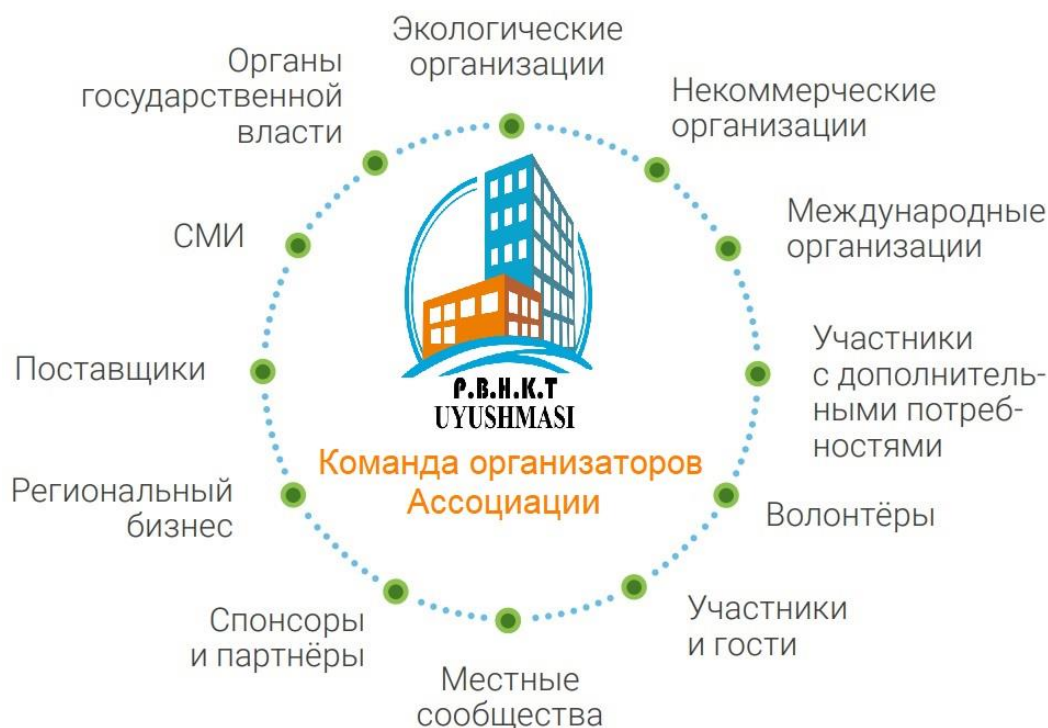 Экологические
организации
Некоммерческие
организации
Международные
организации
Участники
с дополнитель-
ными потреб-
ностями
Волонтёры
Участники
и гости
Местные
сообщества
Спонсоры
и партнёры
Региональный
бизнес
Поставщики
СМИ
Органы
государственной
власти
P.B.H.K.T
UYUSHMASI
Команда организаторов
Ассоциации